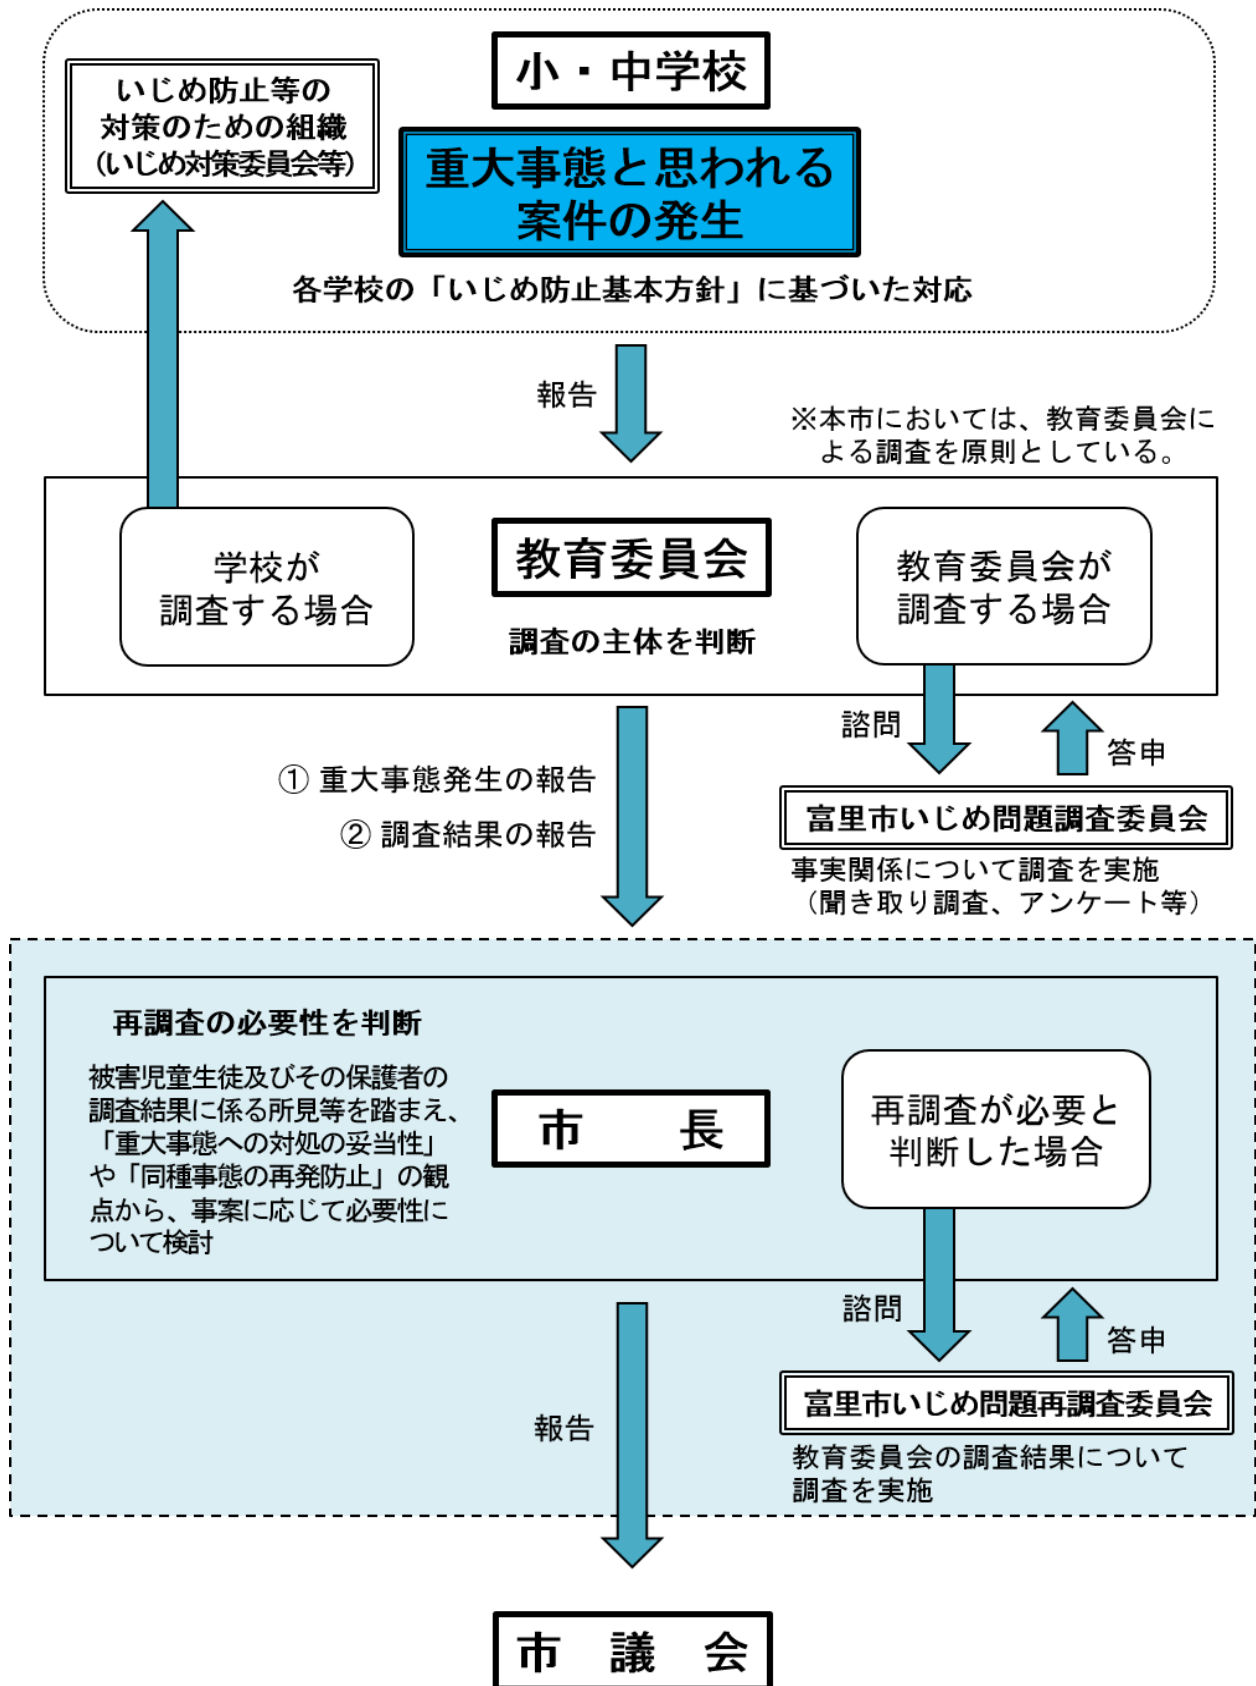 小・中学校
いじめ防止等の
対策のための組織
(いじめ対策委員会等)
重大事態と思われる
案件の発生
各学校の「いじめ防止基本方針」に基づいた対応
報告
※本市においては、教育委員会に
よる調査を原則としている。
学校が
調査する場合
教育委員会
調査の主体を判断
教育委員会が
調査する場合
諮問
答申
① 重大事態発生の報告
② 調査結果の報告
富里市いじめ問題調査委員会
事実関係について調査を実施
（聞き取り調査、アンケート等）
再調査の必要性を判断
被害児童生徒及びその保護者の
調査結果に係る所見等を踏まえ、
「重大事態への対処の妥当性」
や「同種事態の再発防止」の観
点から、事案に応じて必要性に
ついて検討
市　長
再調査が必要と
判断した場合
諮問
答申
富里市いじめ問題再調査委員会
教育委員会の調査結果について
調査を実施
報告
市　議　会